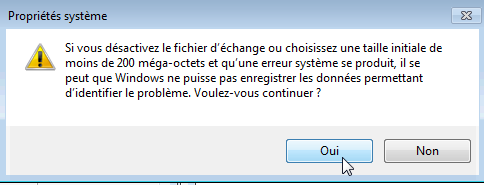 Propriétés système
Si vous désactivez le fichier d'échange ou choisissez une taille initiale de
moins de 200 méga-octets et qu'une erreur système se produit, il se
peut que Windows ne puisse pas enregistrer les données permettant
d'identifier le problème. Voulez-vous continuer ?
Oui
Non